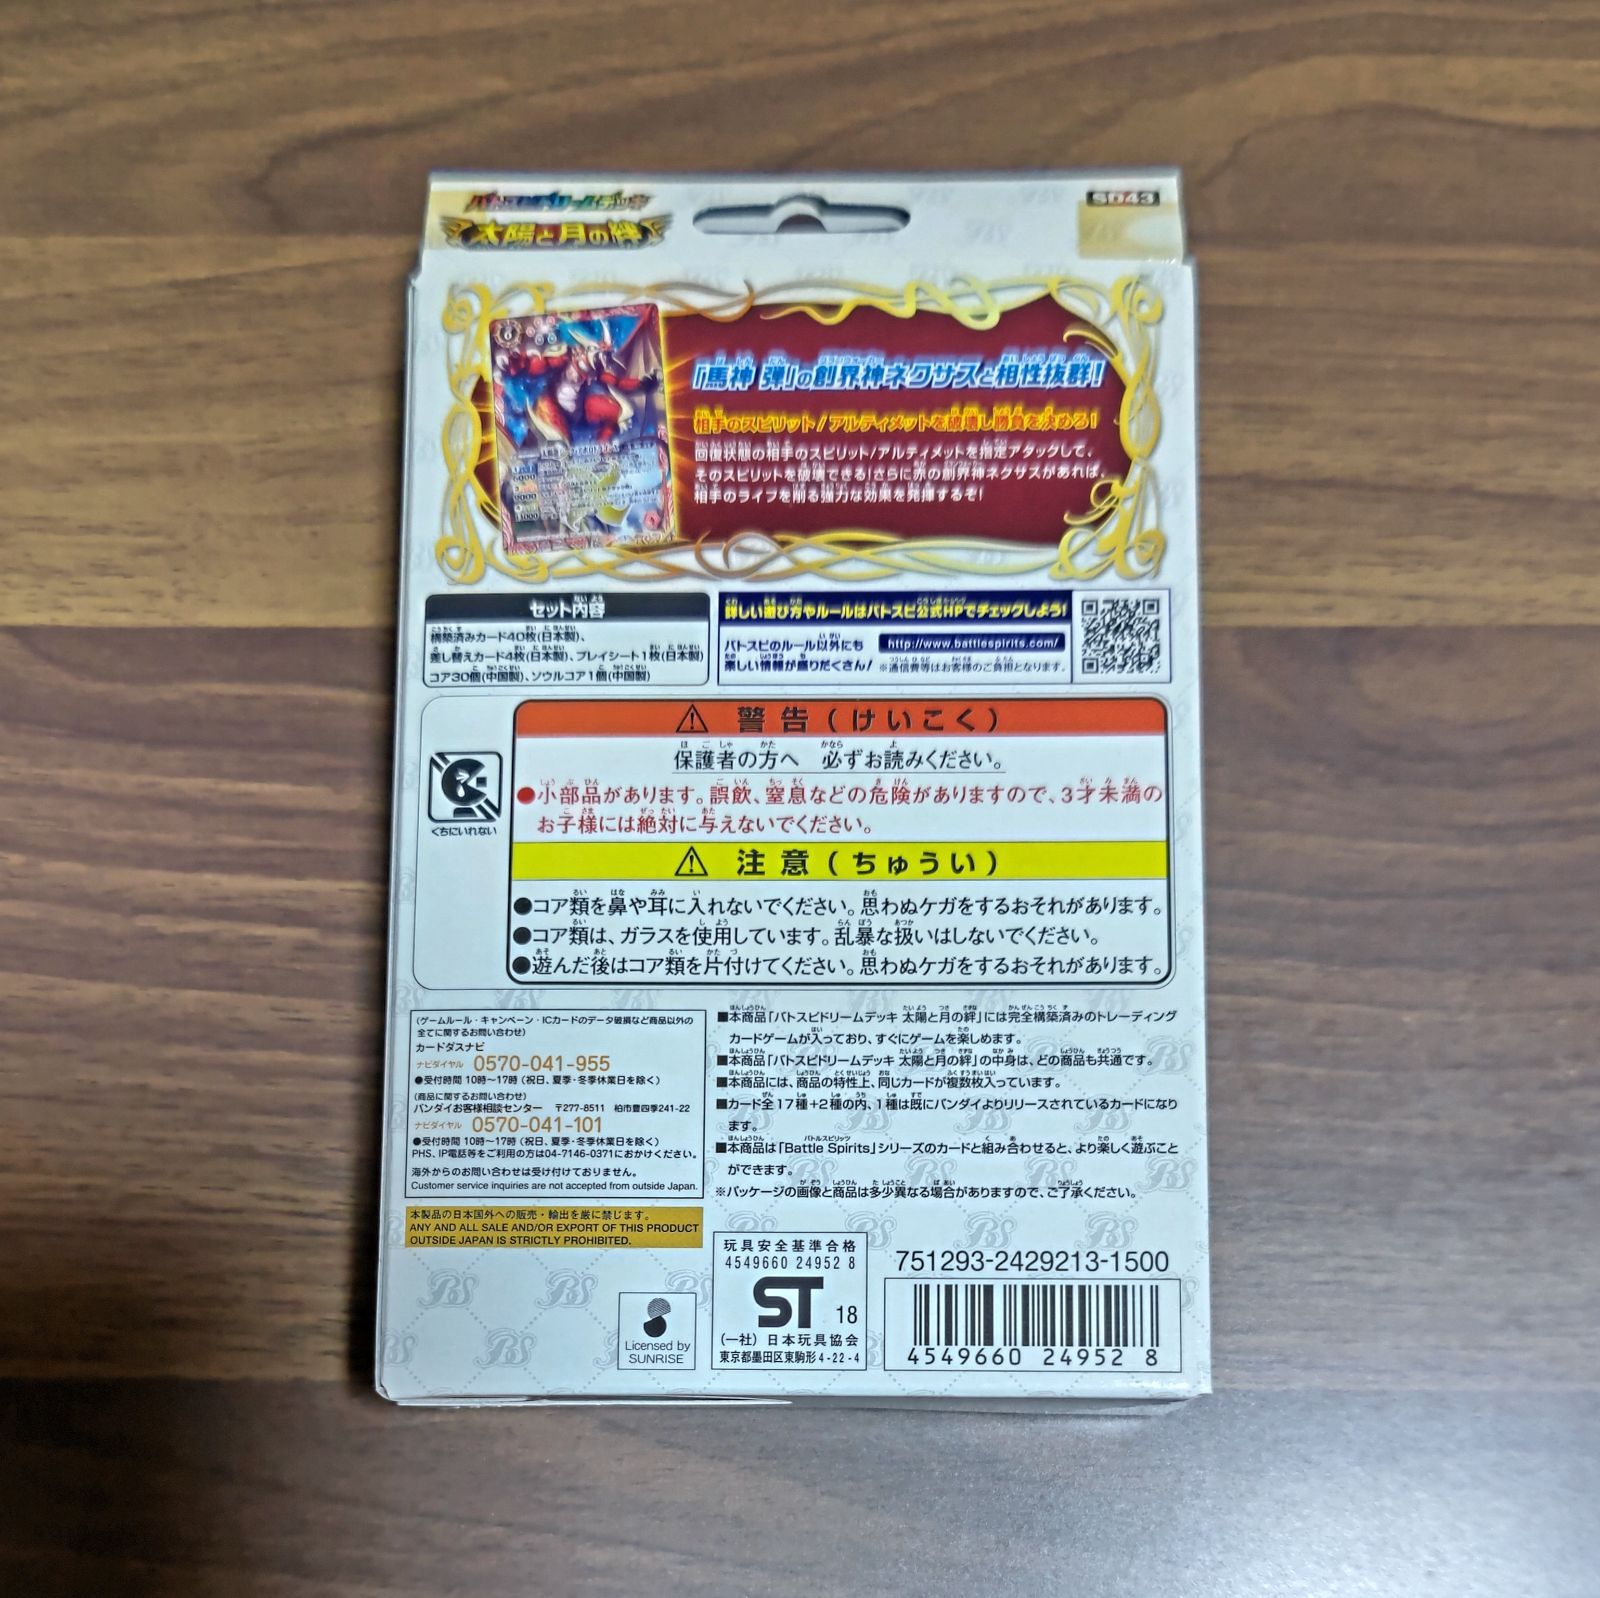 バトスピドリームデッキ
太陽と月の絆
SD43
「馬神 弾」の創界神ネクサスと相性抜群!
相手のスピリット/アルティメットを破壊し勝負を決めろ!
回復状態の相手のスピリット/アルティメットを指定アタックして、
そのスピリットを破壊できる!さらに赤の創界神ネクサスがあれば、
相手のライフを削る強力な効果を発揮するぞ!
セット内容
構築済みカード40枚(日本製)、
差し替えカード4枚(日本製)、プレイシート1枚(日本製)
コア30個(中国製)、ソウルコア1個(中国製)
詳しい遊び方やルールはバトスピ公式HPでチェックしよう!
バトスピのルール以外にも
楽しい情報が盛りだくさん!
http://www.battlespirits.com/
※通信費等はお客様のご負担となります。
警告(けいこく)
保護者の方へ 必ずお読みください。
●小部品があります。誤飲、窒息などの危険がありますので、3才未満の
お子様には絶対に与えないでください。
くちにいれない
注意(ちゅうい)
●コア類を鼻や耳に入れないでください。思わぬケガをするおそれがあります。
●コア類は、ガラスを使用しています。乱暴な扱いはしないでください。
●遊んだ後はコア類を片付けてください。思わぬケガをするおそれがあります。
(ゲームルール・キャンペーン・ICカードのデータ破損など商品以外の
全てに関するお問い合わせ)
カードダスナビ
ナビダイヤル 0570-041-955
●受付時間 10時〜17時(祝日、夏季・冬季休業日を除く)
(商品に関するお問い合わせ)
バンダイお客様相談センター 〒277-8511 柏市豊四季241-22
ナビダイヤル 0570-041-101
●受付時間 10時〜17時(祝日、夏季・冬季休業日を除く)
PHS、IP電話等をご利用の方は04-7146-0371におかけください。
海外からのお問い合わせは受け付けておりません。
Customer service inquiries are not accepted from outside Japan.
本製品の日本国外への販売・輸出を厳に禁じます。
ANY AND ALL SALE AND/OR EXPORT OF THIS PRODUCT
OUTSIDE JAPAN IS STRICTLY PROHIBITED.
■本商品「バトスピドリームデッキ 太陽と月の絆」には完全構築済みのトレーディング
カードゲームが入っており、すぐにゲームを楽しめます。
■本商品「バトスピドリームデッキ 太陽と月の絆」の中身は、どの商品も共通です。
■本商品には、商品の特性上、同じカードが複数枚入っています。
■カード全17種+2種の内、1種は既にバンダイよりリリースされているカードになり
ます。
■本商品は「Battle Spirits」シリーズのカードと組み合わせると、より楽しく遊ぶこと
ができます。
※パッケージの画像と商品は多少異なる場合がありますので、ご了承ください。
Licensed by
SUNRISE
玩具安全基準合格
4549660 24952 8
ST 18
(一社)日本玩具協会
東京都墨田区東駒形4-22-4
751293-2429213-1500
4549660 249528